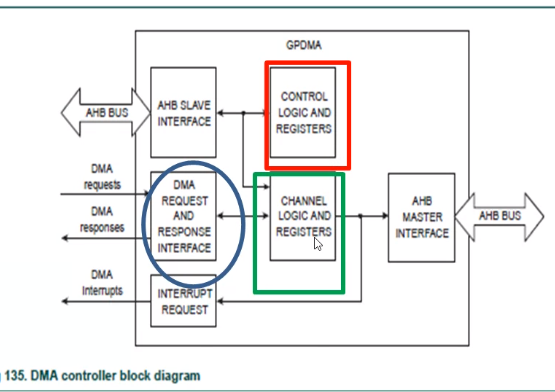 GPDMA
AHB BUS
AHB SLAVE
INTERFACE
CONTROL
LOGIC AND
REGISTERS
DMA
requests
DMA
responses
DMA
REQUEST
AND
RESPONSE
INTERFACE
CHANNEL
LOGIC AND
REGISTERS
AHB
MASTER
INTERFACE
AHB BUS
DMA
Interrupts
INTERRUPT
REQUEST
135. DMA controller block diagram